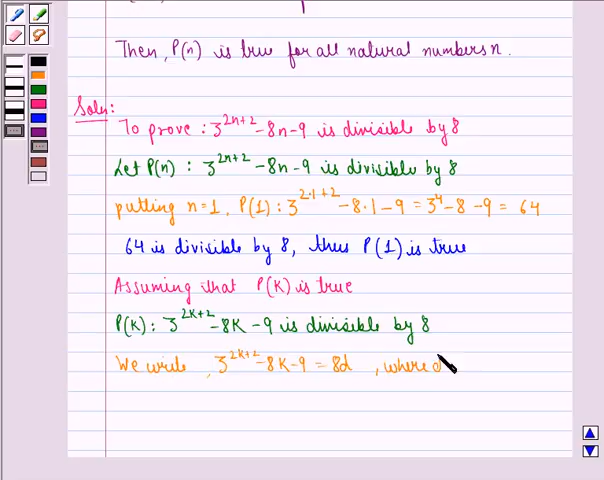 Then, P(n) is true for all natural numbers n.
Soln:
To prove : 3^{2n+2} - 8n - 9 is divisible by 8
Let P(n) : 3^{2n+2} - 8n - 9 is divisible by 8
putting n = 1, P(1) : 3^{2·1+2} - 8·1 - 9 = 3^4 - 8 - 9 = 64
64 is divisible by 8, thus P(1) is true
Assuming that P(K) is true
P(K) : 3^{2K+2} - 8K - 9 is divisible by 8
We write, 3^{2K+2} - 8K - 9 = 8d , where d